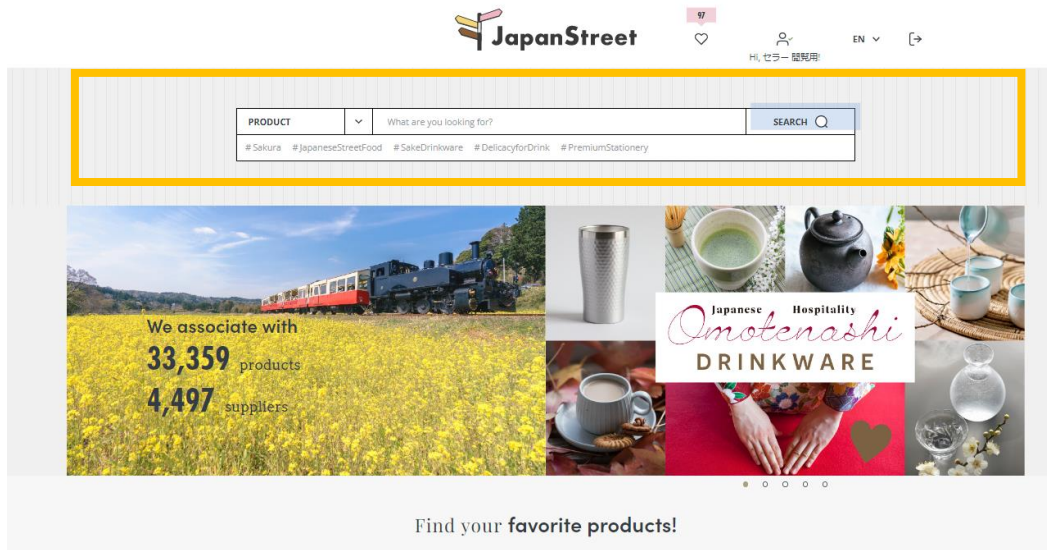 97
JapanStreet
EN
Hi, セラー 閲覧用!
PRODUCT
What are you looking for?
SEARCH
# Sakura # JapaneseStreetFood # SakeDrinkware # DelicacyforDrink # PremiumStationery
We associate with
33,359 products
4,497 suppliers
Japanese Hospitality
Omotenashi
DRINKWARE
Find your favorite products!